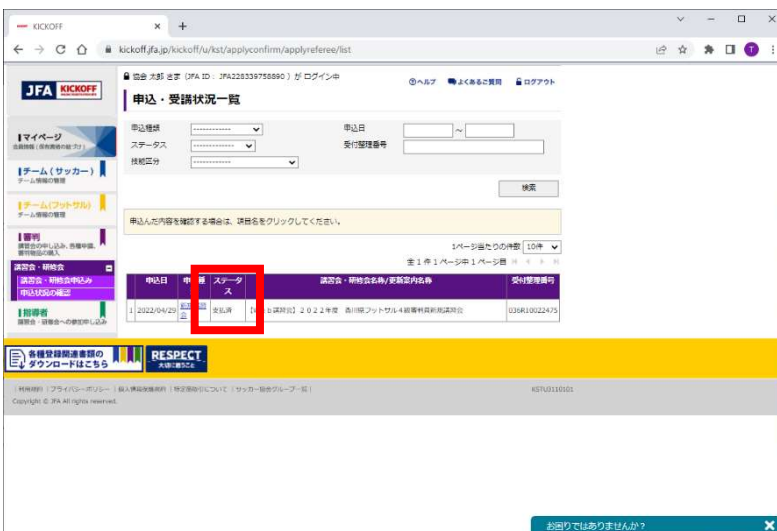 KICKOFF
kickoff.jfa.jp/kickoff/u/kst/applyconfirm/applyreferee/list
JFA KICKOFF
協会 太郎 さま（JFA ID： JFA226339758890 ）が ログイン中
ヘルプ よくあるご質問 ログアウト
申込・受講状況一覧
マイページ
チーム（サッカー）
チーム情報の管理
チーム(フットサル)
チーム情報の管理
審判
講習会の申し込み、各種申請、
審判物品の購入
講習会・研修会
講習会・研修会申込み
申込状況の確認
指導者
講習会・研修会への参加申し込み
申込種類 ------------
申込日 ～
ステータス ------------
受付整理番号
技能区分 ------------
検索
申込んだ内容を確認する場合は、項目名をクリックしてください。
1ページ当たりの件数 10件
全 1 件 1 ページ中 1 ページ目
申込日 ステータス 講習会・研修会名称/更新案内名称 受付整理番号
1 2022/04/29 支払済 講習会】２０２２年度 香川県フットサル４級審判員新規講習会 036R10022475
各種登録関連書類の
ダウンロードはこちら
RESPECT
大切に思うこと
| 利用規約 | プライバシーポリシー | 個人情報保護規約 | 特定商取引について | サッカー協会グループ一覧 |
KSTU3110101
Copyright © JFA All rights reserved.
お困りではありませんか？